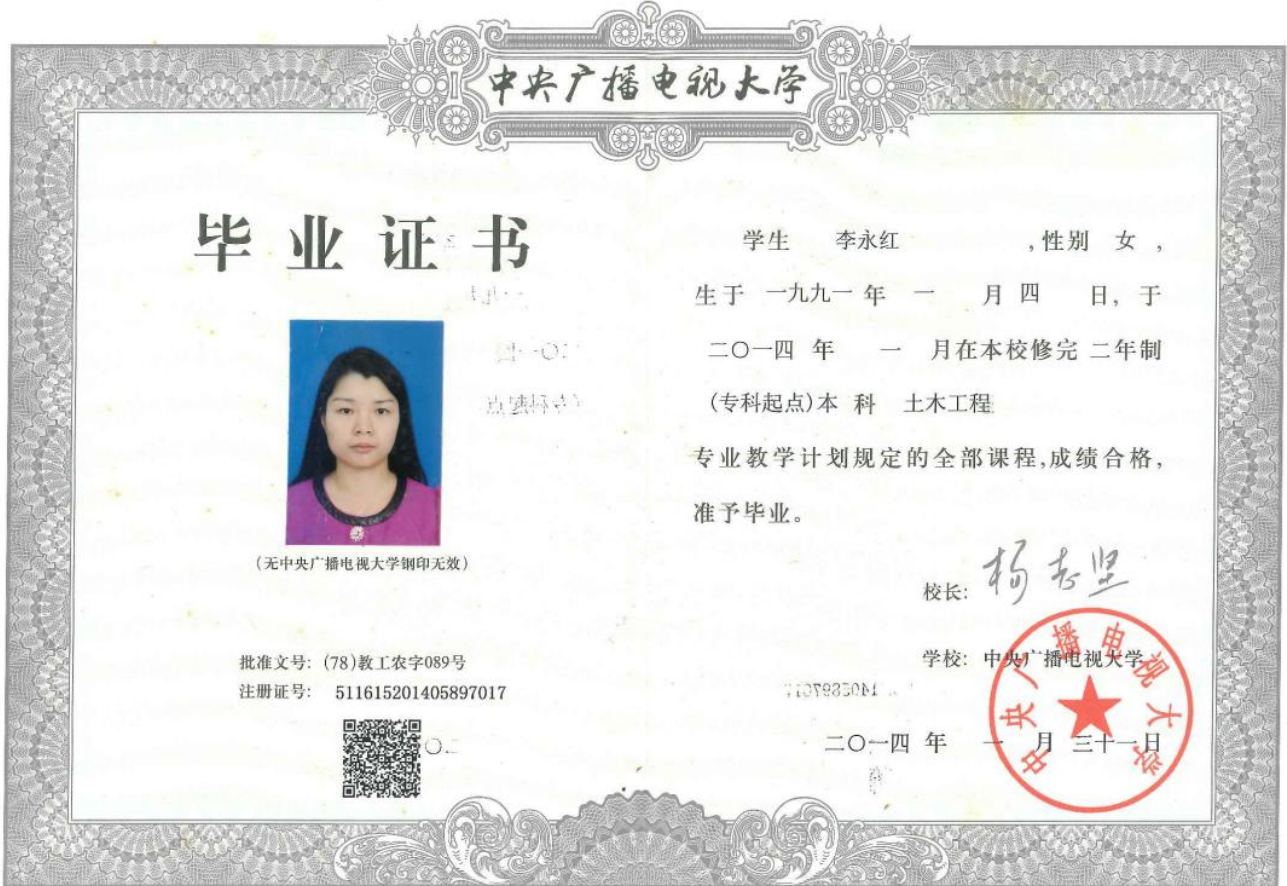 中央广播电视大学
毕业证书
(无中央广播电视大学钢印无效)
批准文号: (78)教工农字089号
注册证号: 511615201405897017
学生 李永红 ,性别 女 ,
生于 一九九一 年 一 月 四 日, 于
二〇一四 年 一 月在本校修完 二年制
(专科起点)本 科 土木工程
专业教学计划规定的全部课程,成绩合格,
准予毕业。
校长: 杨志坚
学校: 中央广播电视大学
二〇一四 年 一 月 三十一日
中央广播电视大学